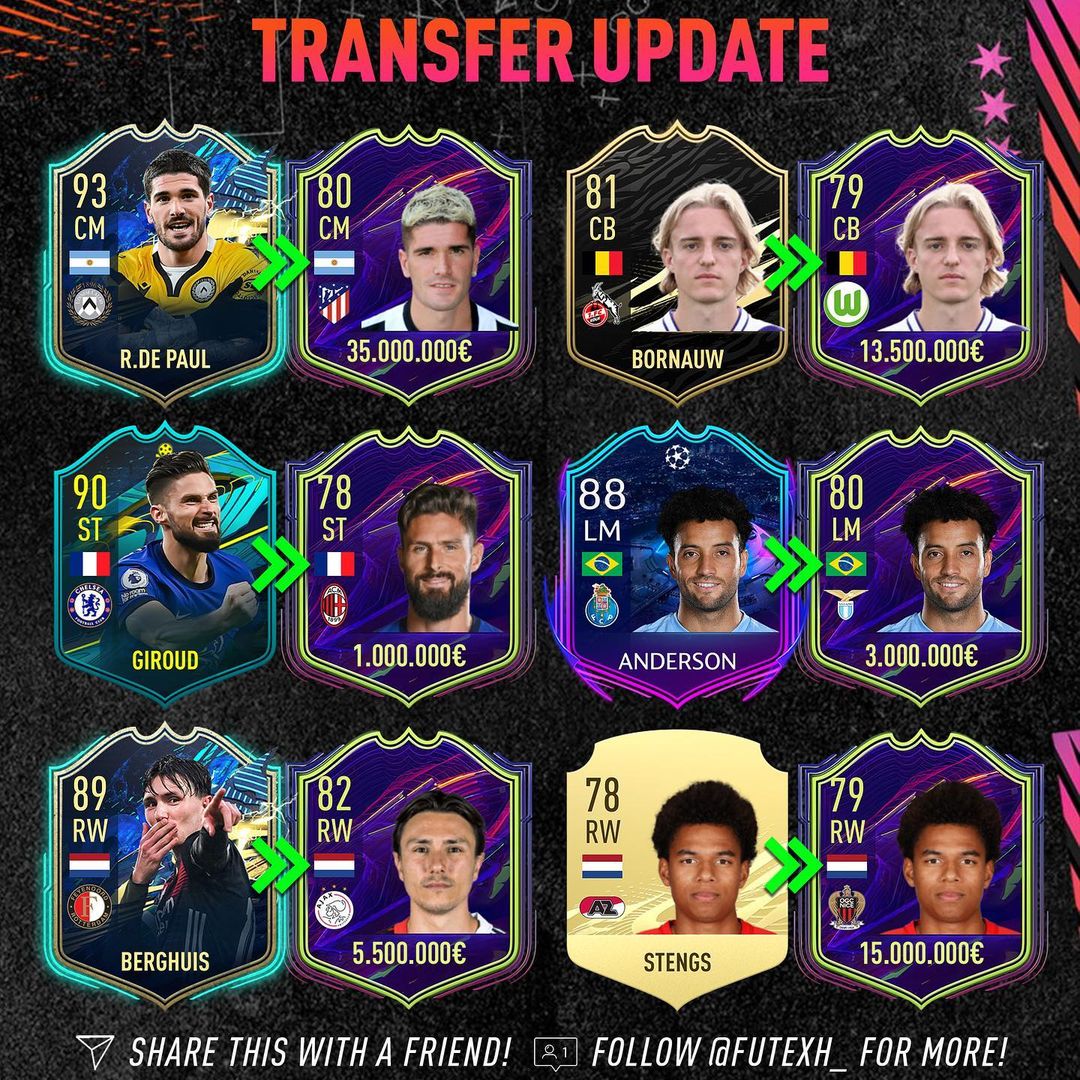 TRANSFER UPDATE
93
CM
R.DE PAUL
80
CM
35.000.000€
81
CB
BORNAUW
79
CB
13.500.000€
90
ST
GIROUD
78
ST
1.000.000€
88
LM
ANDERSON
80
LM
3.000.000€
89
RW
BERGHUIS
82
RW
5.500.000€
78
RW
STENGS
79
RW
15.000.000€
SHARE THIS WITH A FRIEND! 1 FOLLOW @FUTEXH_ FOR MORE!